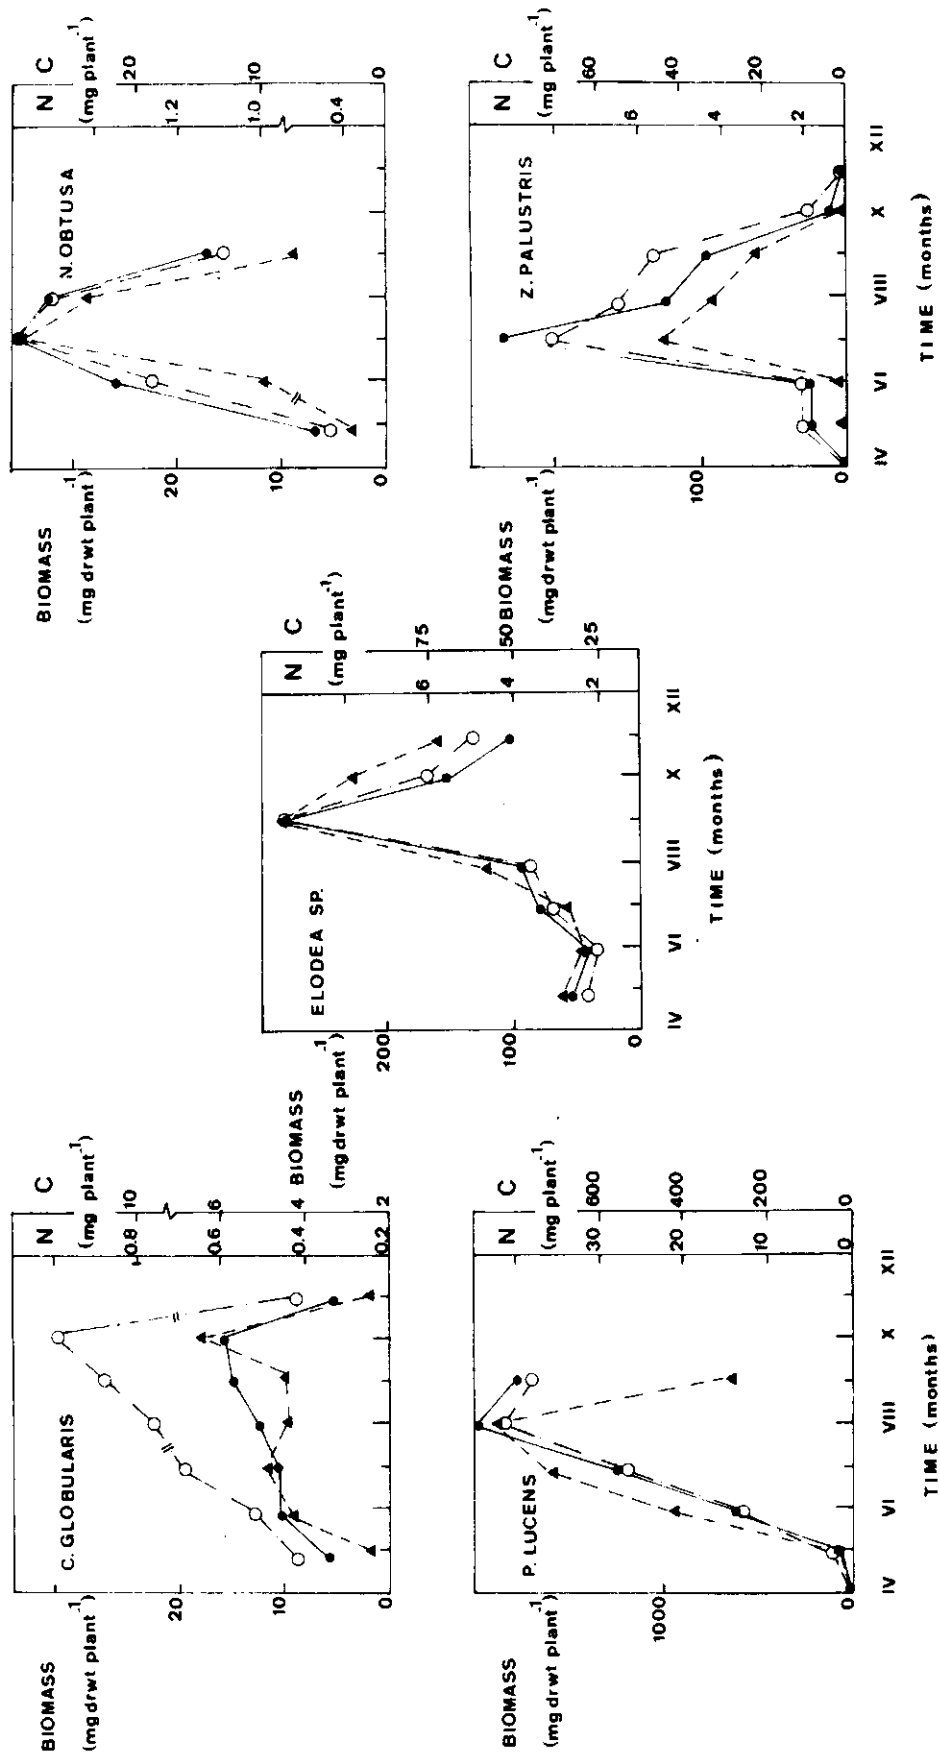 BIOMASS
(mg drwt plant-1)
C. GLOBULARIS
N C
(mg plant-1)
20
10
0
0.8 10
0.6 6
0.4 4
0.2 2
BIOMASS
(mg drwt plant-1)
N. OBTUSA
N C
(mg plant-1)
20
10
0
1.2 20
1.0 10
0.4
0
BIOMASS
(mg drwt plant-1)
ELODEA SP.
N C
(mg plant-1)
200
100
0
6 75
4 50
2 25
IV VI VIII X XII
TIME (months)
BIOMASS
(mg drwt plant-1)
P. LUCENS
N C
(mg plant-1)
1000
0
30 600
20 400
10 200
0 0
IV VI VIII X XII
TIME (months)
BIOMASS
(mg drwt plant-1)
Z. PALUSTRIS
N C
(mg plant-1)
100
0
6 60
4 40
2 20
0
IV VI VIII X XII
TIME (months)